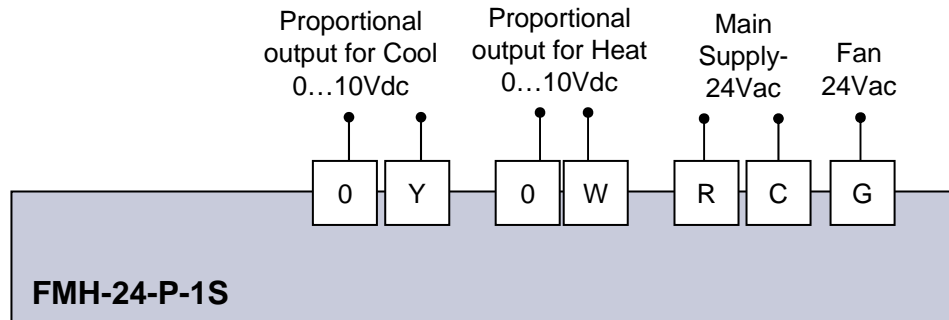 Proportional
output for Cool
0…10Vdc
Proportional
output for Heat
0…10Vdc
Main
Supply-
24Vac
Fan
24Vac
0 Y 0 W R C G
FMH-24-P-1S